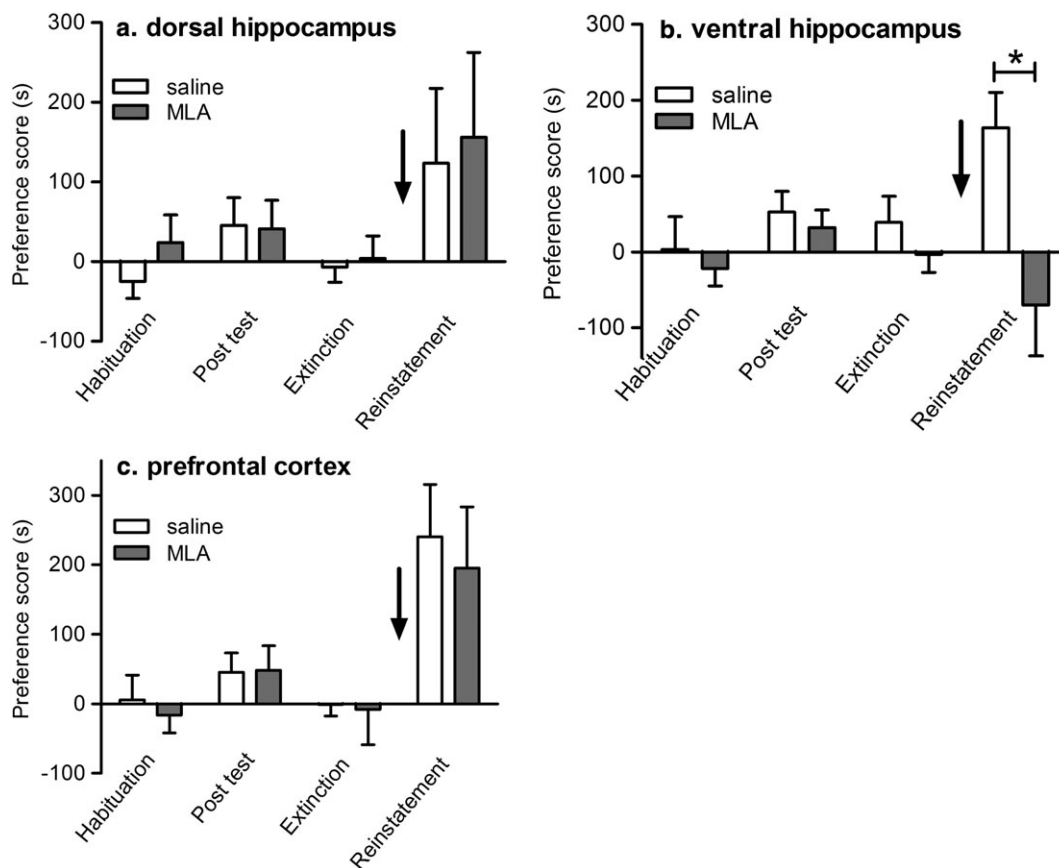 a. dorsal hippocampus
saline
MLA
Preference score (s)
300
200
100
0
-100
Habituation
Post test
Extinction
Reinstatement
b. ventral hippocampus
*
saline
MLA
Preference score (s)
300
200
100
0
-100
Habituation
Post test
Extinction
Reinstatement
c. prefrontal cortex
saline
MLA
Preference score (s)
300
200
100
0
-100
Habituation
Post test
Extinction
Reinstatement